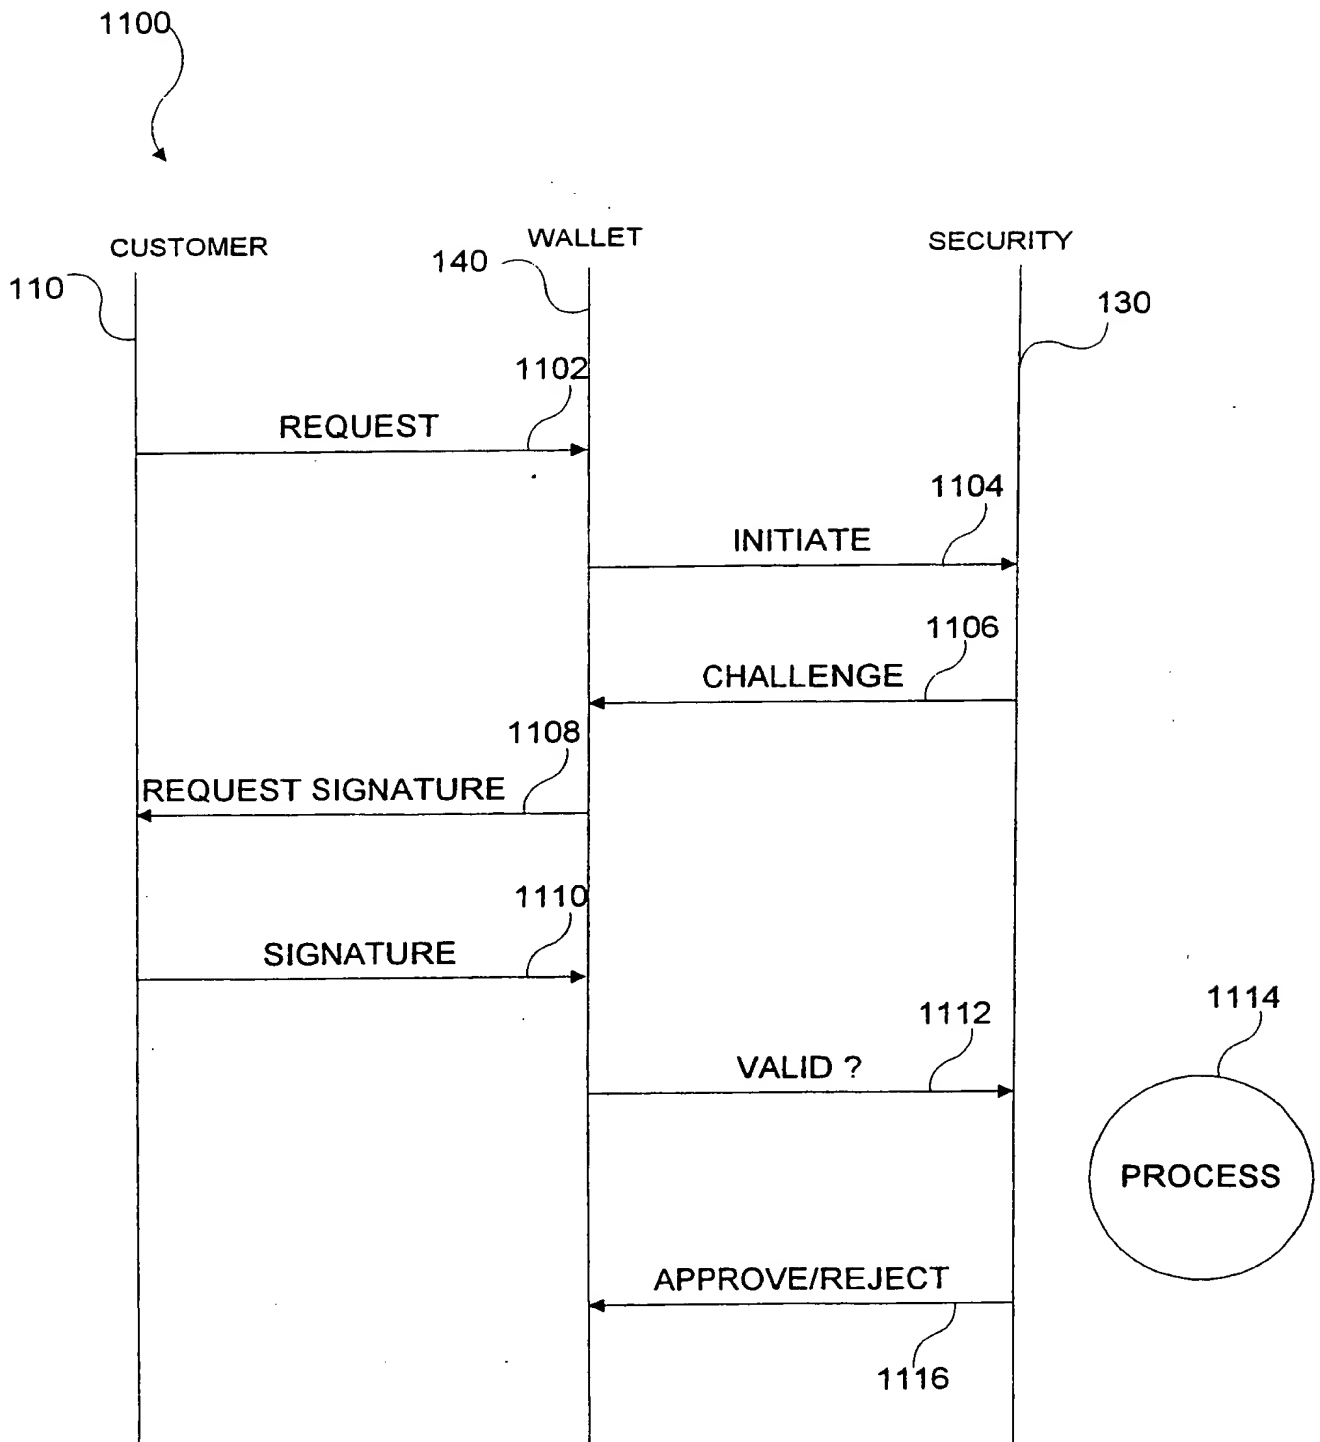 1100
CUSTOMER
WALLET
SECURITY
110
140
130
1102
REQUEST
1104
INITIATE
1106
CHALLENGE
1108
REQUEST SIGNATURE
1110
SIGNATURE
1112
VALID ?
1114
PROCESS
APPROVE/REJECT
1116